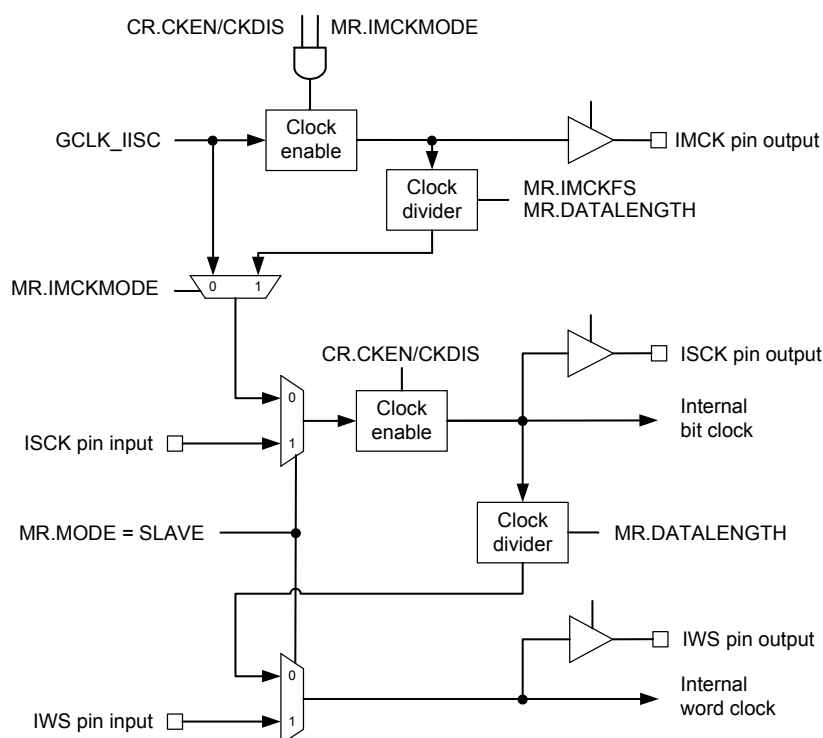 CR.CKEN/CKDIS MR.IMCKMODE
GCLK_IISC
Clock
enable
IMCK pin output
Clock
divider
MR.IMCKFS
MR.DATALENGTH
MR.IMCKMODE
0 1
CR.CKEN/CKDIS
ISCK pin output
0
Clock
enable
Internal
bit clock
ISCK pin input
1
MR.MODE = SLAVE
Clock
divider
MR.DATALENGTH
IWS pin output
0
Internal
word clock
IWS pin input
1